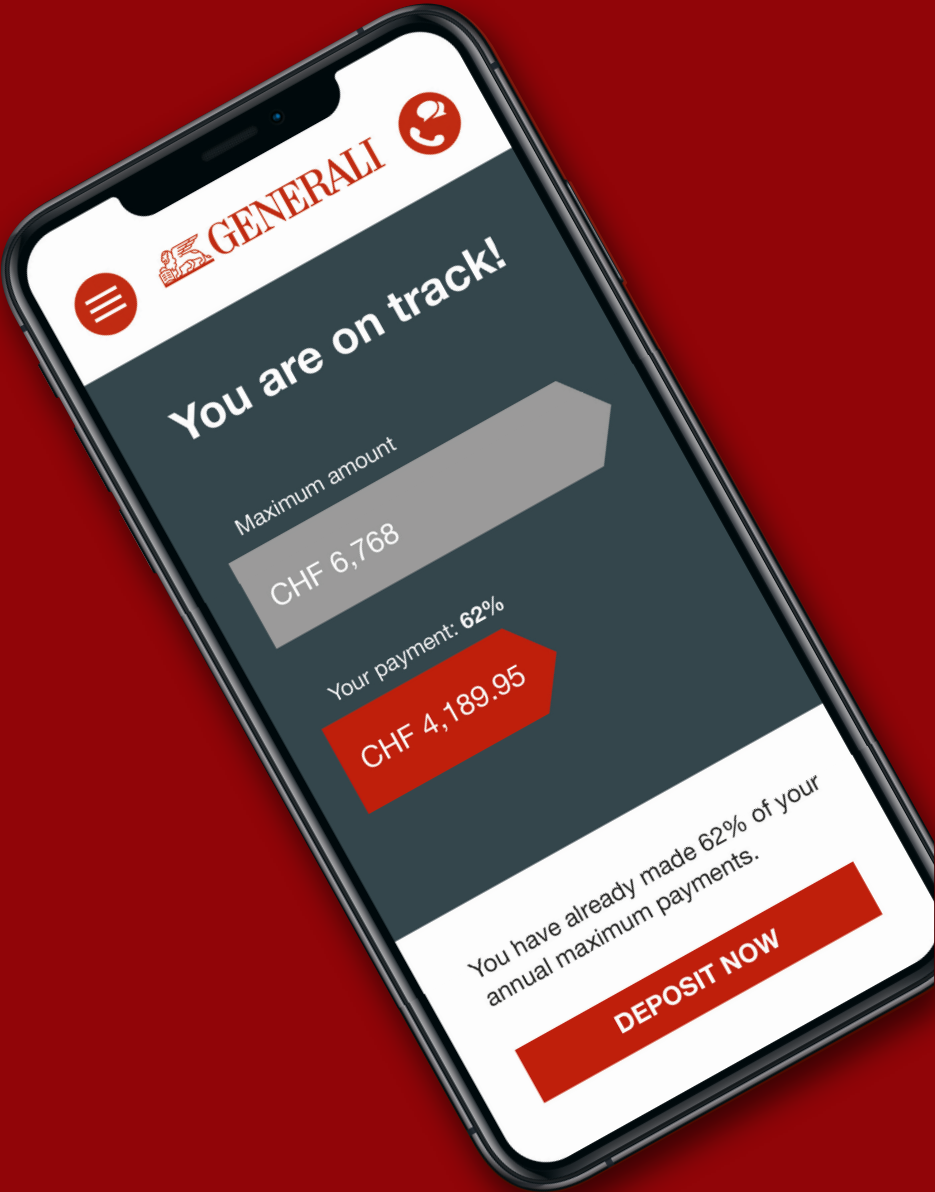 GENERALI
You are on track!
Maximum amount
CHF 6,768
Your payment: 62%
CHF 4,189.95
You have already made 62% of your
annual maximum payments.
DEPOSIT NOW